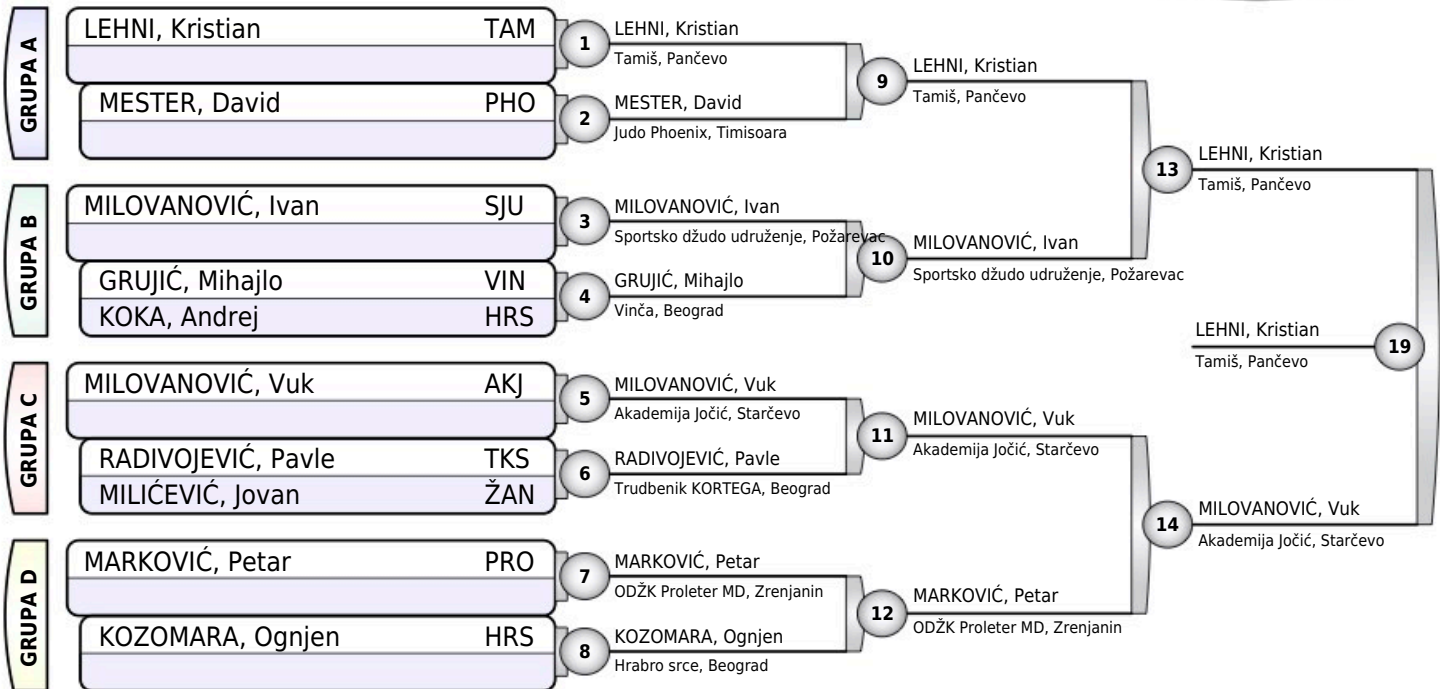 GRUPA A
LEHNI, Kristian TAM
MESTER, David PHO
GRUPA B
MILOVANOVIĆ, Ivan SJU
GRUJIĆ, Mihajlo VIN
KOKA, Andrej HRS
GRUPA C
MILOVANOVIĆ, Vuk AKJ
RADIVOJEVIĆ, Pavle TKS
MILIĆEVIĆ, Jovan ŽAN
GRUPA D
MARKOVIĆ, Petar PRO
KOZOMARA, Ognjen HRS
1
LEHNI, Kristian
Tamiš, Pančevo
2
MESTER, David
Judo Phoenix, Timisoara
3
MILOVANOVIĆ, Ivan
Sportsko džudo udruženje, Požarevac
4
GRUJIĆ, Mihajlo
Vinča, Beograd
5
MILOVANOVIĆ, Vuk
Akademija Jočić, Starčevo
6
RADIVOJEVIĆ, Pavle
Trudbenik KORTEGA, Beograd
7
MARKOVIĆ, Petar
ODŽK Proleter MD, Zrenjanin
8
KOZOMARA, Ognjen
Hrabro srce, Beograd
9
LEHNI, Kristian
Tamiš, Pančevo
10
MILOVANOVIĆ, Ivan
Sportsko džudo udruženje, Požarevac
11
MILOVANOVIĆ, Vuk
Akademija Jočić, Starčevo
12
MARKOVIĆ, Petar
ODŽK Proleter MD, Zrenjanin
13
LEHNI, Kristian
Tamiš, Pančevo
14
MILOVANOVIĆ, Vuk
Akademija Jočić, Starčevo
LEHNI, Kristian
Tamiš, Pančevo
19